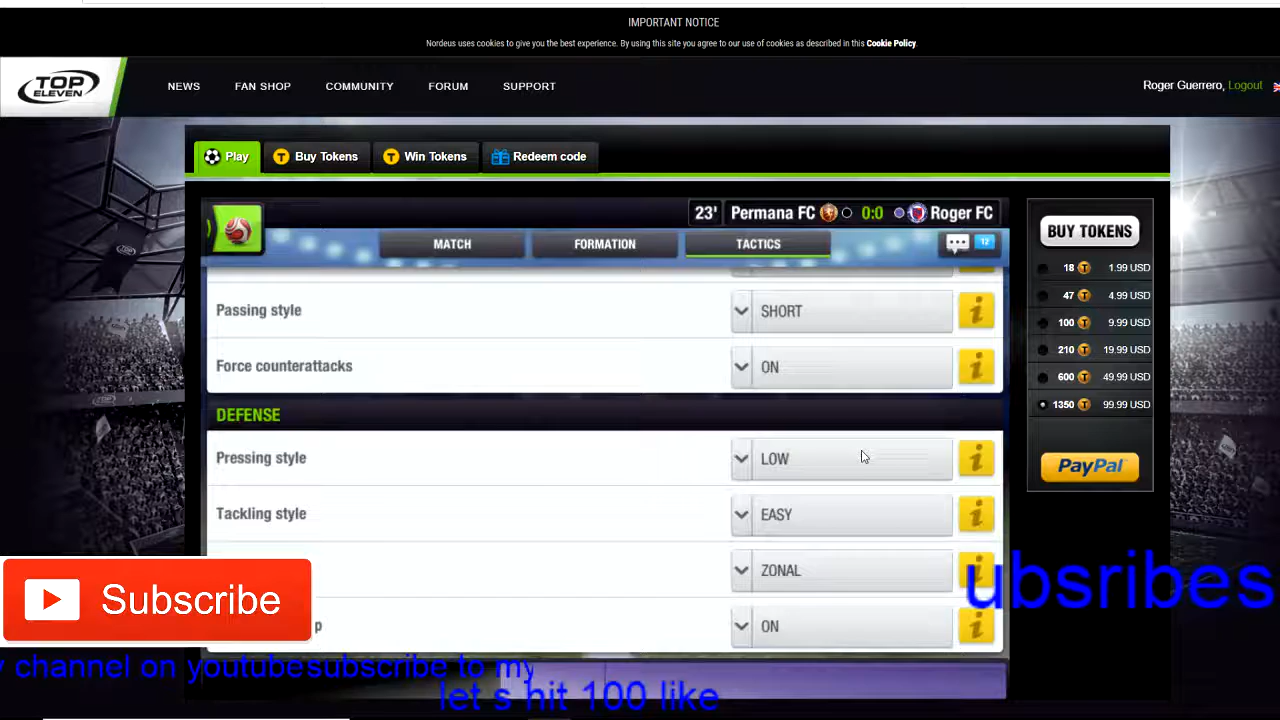 IMPORTANT NOTICE
Nordeus uses cookies to give you the best experience. By using this site you agree to our use of cookies as described in this Cookie Policy.
TOP ELEVEN
NEWS FAN SHOP COMMUNITY FORUM SUPPORT
Roger Guerrero, Logout
Play Buy Tokens Win Tokens Redeem code
23' Permana FC 0:0 Roger FC
MATCH FORMATION TACTICS 12
BUY TOKENS
18 T 1.99 USD
47 T 4.99 USD
100 T 9.99 USD
210 T 19.99 USD
600 T 49.99 USD
1350 T 99.99 USD
PayPal
Passing style SHORT i
Force counterattacks ON i
DEFENSE
Pressing style LOW i
Tackling style EASY i
ZONAL i
p ON i
Subscribe
ubsribes
y channel on youtubesubscribe to my
let s hit 100 like